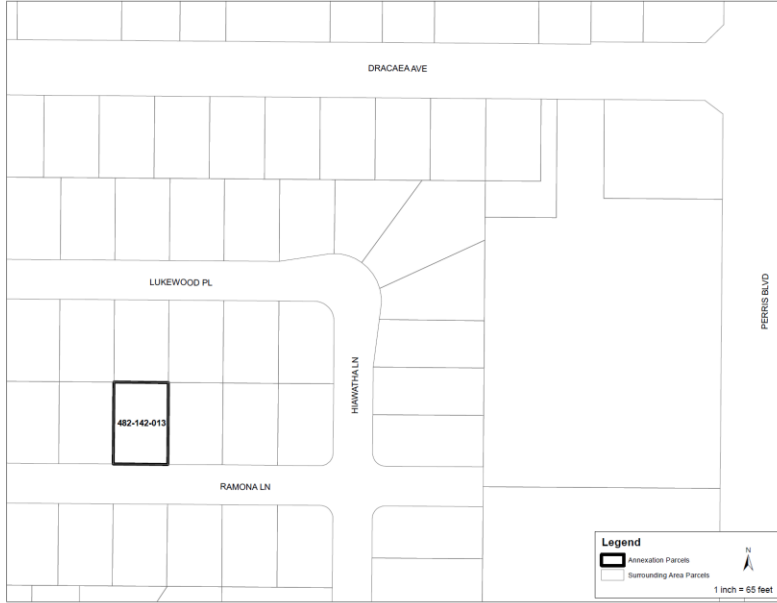 DRACAEA AVE
LUKEWOOD PL
PERRIS BLVD
HIAWATHA LN
482-142-013
RAMONA LN
Legend
N
Annexation Parcels
Surrounding Area Parcels
1 inch = 65 feet